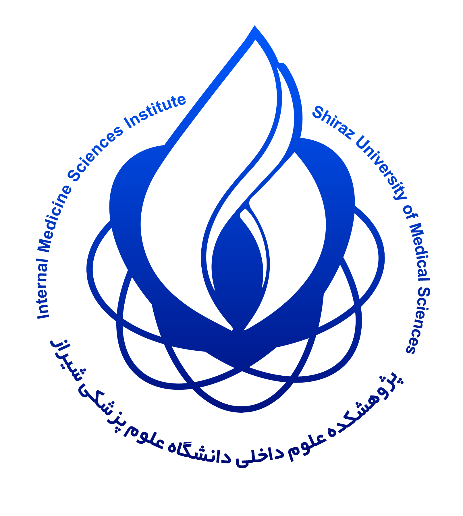 Internal Medicine Sciences Institute
Shiraz University of Medical Sciences
پژوهشکده علوم داخلی دانشگاه علوم پزشکی شیراز